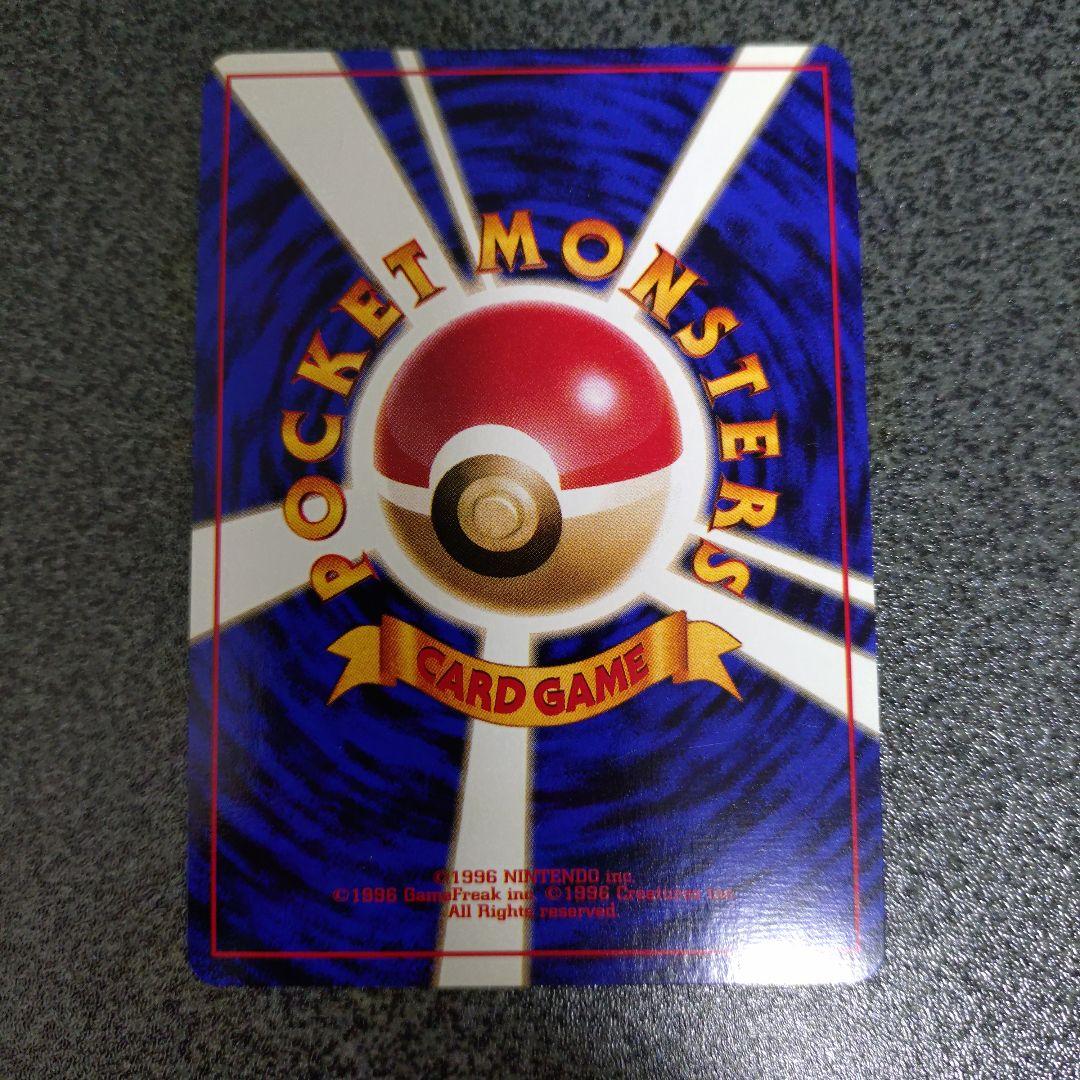 POCKET MONSTERS
CARD GAME
©1996 NINTENDO inc.
©1996 GameFreak inc. ©1996 Creatures inc.
All Rights reserved.